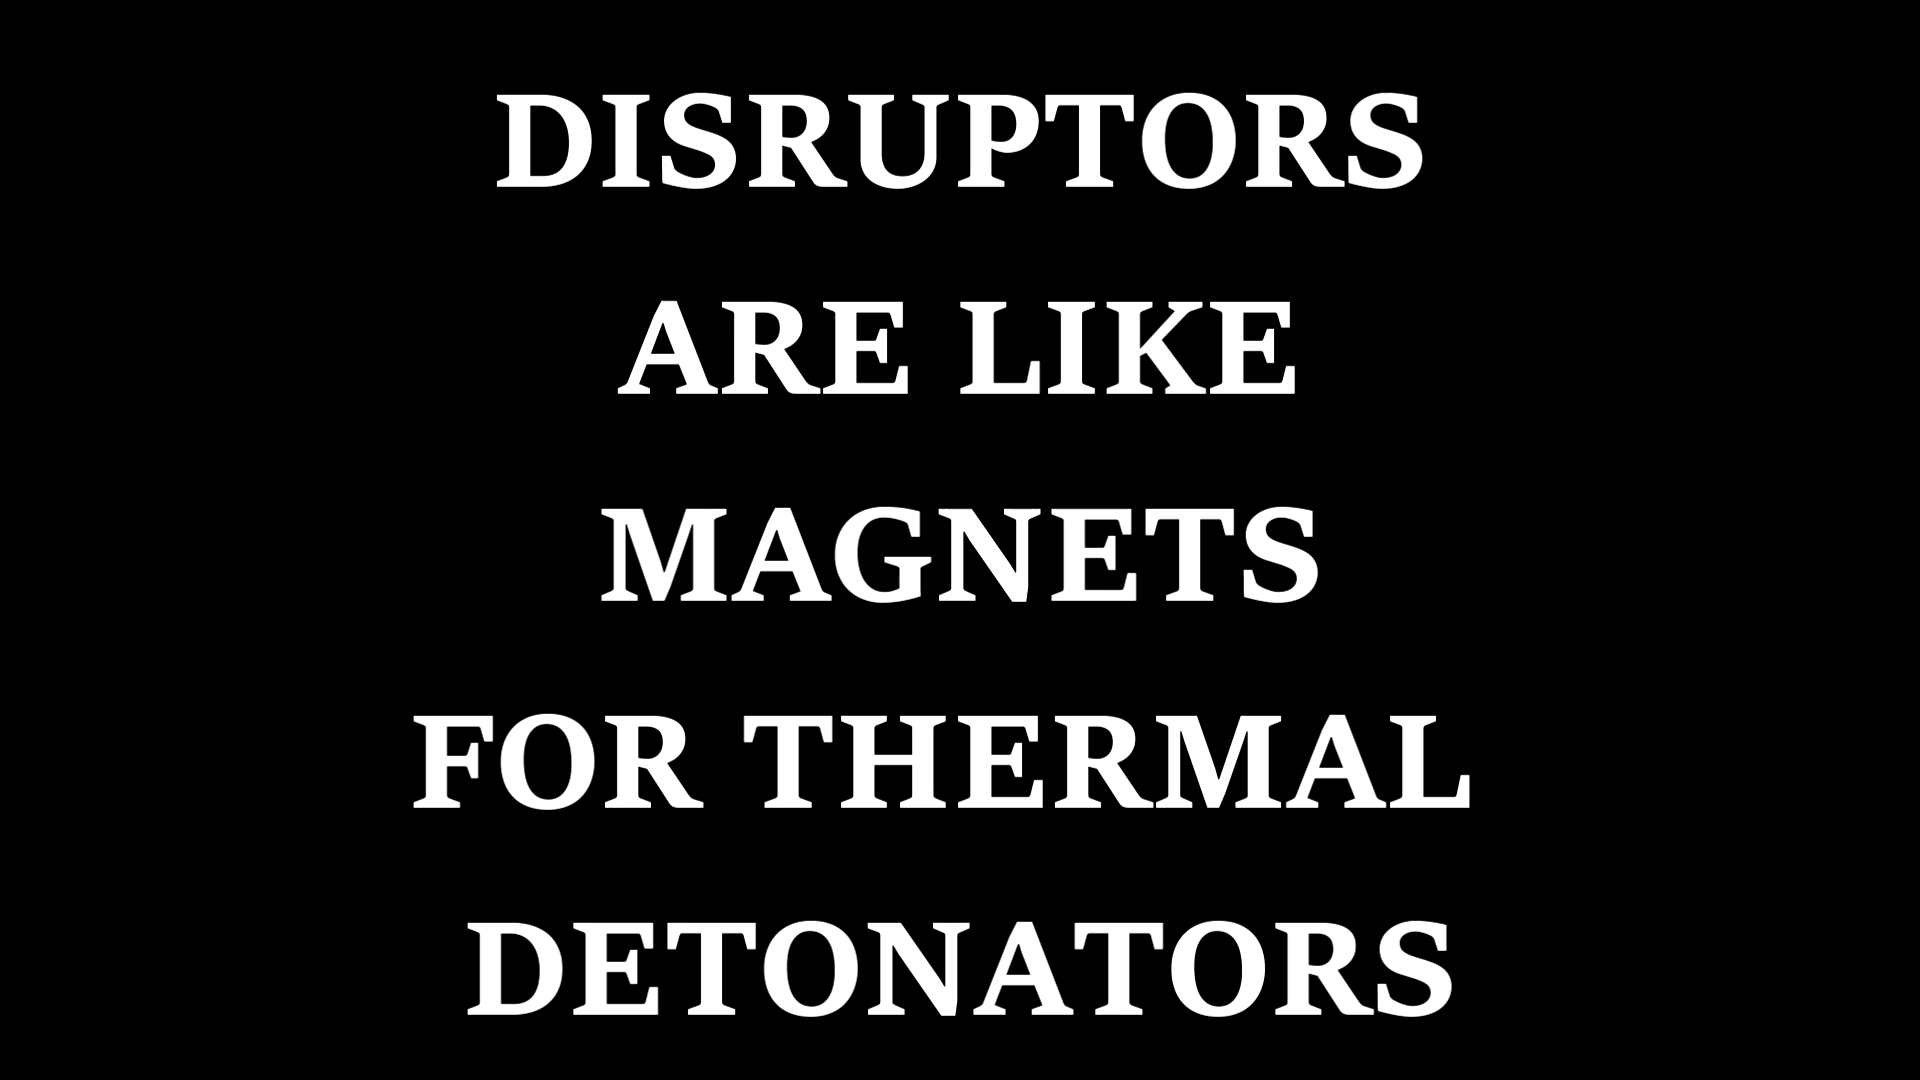 DISRUPTORS
ARE LIKE
MAGNETS
FOR THERMAL
DETONATORS